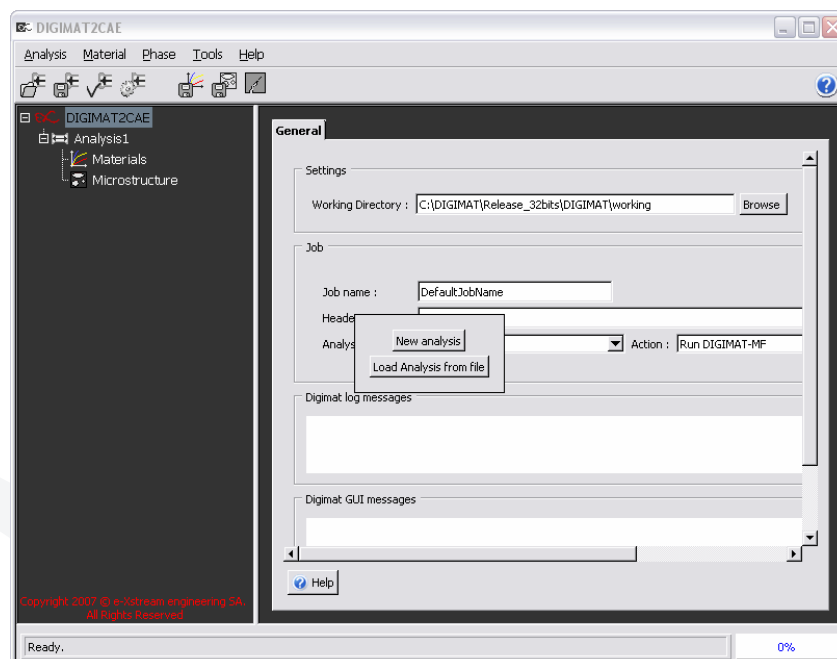 DIGIMAT2CAE
Analysis Material Phase Tools Help
DIGIMAT2CAE
Analysis1
Materials
Microstructure
General
Settings
Working Directory : C:\DIGIMAT\Release_32bits\DIGIMAT\working Browse
Job
Job name : DefaultJobName
Heade
Analys Action : Run DIGIMAT-MF
New analysis
Load Analysis from file
Digimat log messages
Digimat GUI messages
Help
Copyright 2007 © e-Xstream engineering SA.
All Rights Reserved
Ready. 0%